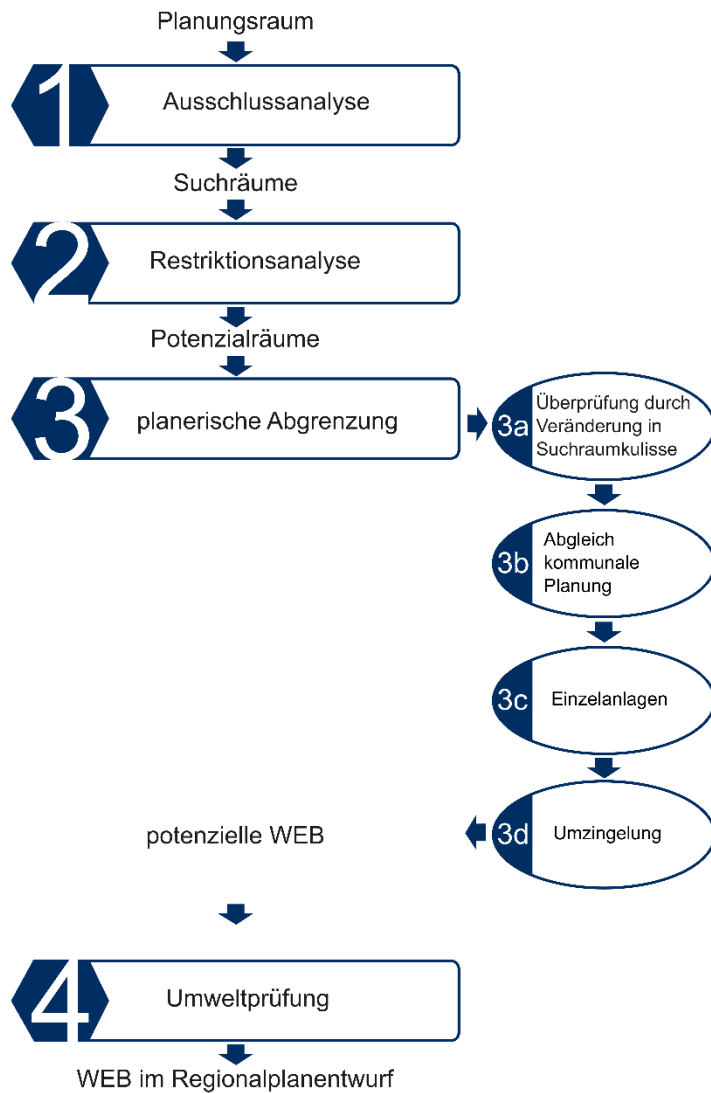 Planungsraum
1
Ausschlussanalyse
Suchräume
2
Restriktionsanalyse
Potenzialräume
3
planerische Abgrenzung
3a
Überprüfung durch
Veränderung in
Suchraumkulisse
3b
Abgleich
kommunale
Planung
3c
Einzelanlagen
3d
Umzingelung
potenzielle WEB
4
Umweltprüfung
WEB im Regionalplanentwurf